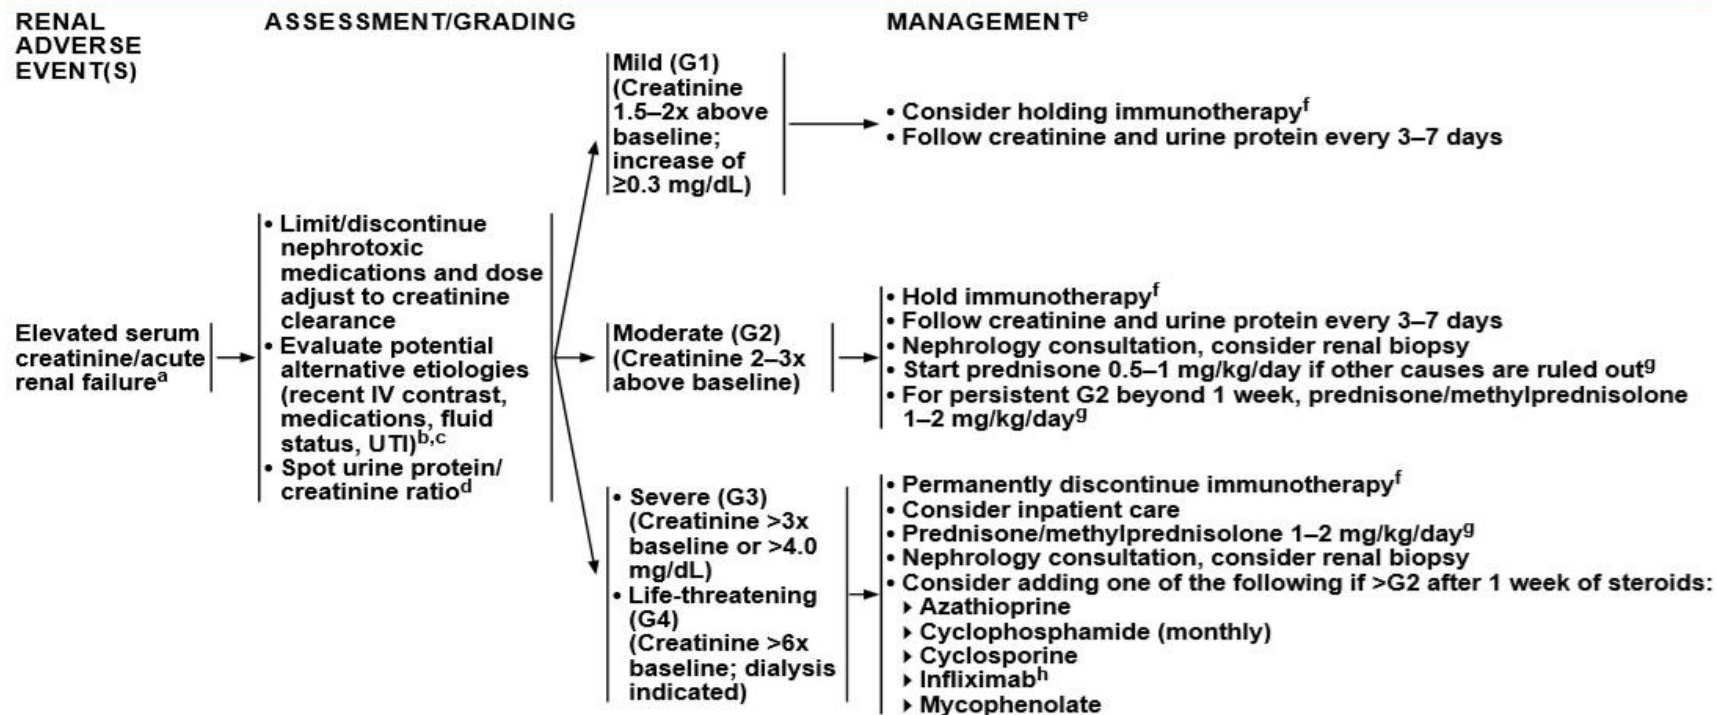 RENAL
ADVERSE
EVENT(S)
ASSESSMENT/GRADING
MANAGEMENTe
Elevated serum
creatinine/acute
renal failurea
• Limit/discontinue
nephrotoxic
medications and dose
adjust to creatinine
clearance
• Evaluate potential
alternative etiologies
(recent IV contrast,
medications, fluid
status, UTI)b,c
• Spot urine protein/
creatinine ratiod
Mild (G1)
(Creatinine
1.5–2x above
baseline;
increase of
≥0.3 mg/dL)
• Consider holding immunotherapyf
• Follow creatinine and urine protein every 3–7 days
Moderate (G2)
(Creatinine 2–3x
above baseline)
• Hold immunotherapyf
• Follow creatinine and urine protein every 3–7 days
• Nephrology consultation, consider renal biopsy
• Start prednisone 0.5–1 mg/kg/day if other causes are ruled outg
• For persistent G2 beyond 1 week, prednisone/methylprednisolone
1–2 mg/kg/dayg
• Severe (G3)
(Creatinine >3x
baseline or >4.0
mg/dL)
• Life-threatening
(G4)
(Creatinine >6x
baseline; dialysis
indicated)
• Permanently discontinue immunotherapyf
• Consider inpatient care
• Prednisone/methylprednisolone 1–2 mg/kg/dayg
• Nephrology consultation, consider renal biopsy
• Consider adding one of the following if >G2 after 1 week of steroids:
▸ Azathioprine
▸ Cyclophosphamide (monthly)
▸ Cyclosporine
▸ Infliximabh
▸ Mycophenolate